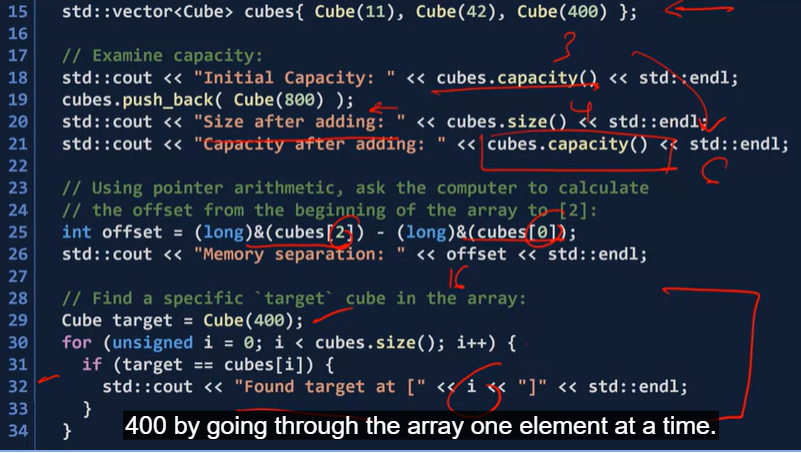 15 std::vector<Cube> cubes{ Cube(11), Cube(42), Cube(400) };
16
17 // Examine capacity:
3
18 std::cout << "Initial Capacity: " << cubes.capacity() << std::endl;
19 cubes.push_back( Cube(800) );
4
20 std::cout << "Size after adding: " << cubes.size() << std::endl;
21 std::cout << "Capacity after adding: " << cubes.capacity() << std::endl;
22
23 // Using pointer arithmetic, ask the computer to calculate
24 // the offset from the beginning of the array to [2]:
25 int offset = (long)&(cubes[2]) - (long)&(cubes[0]);
26 std::cout << "Memory separation: " << offset << std::endl;
16
27
28 // Find a specific `target` cube in the array:
29 Cube target = Cube(400);
30 for (unsigned i = 0; i < cubes.size(); i++) {
31 if (target == cubes[i]) {
32 std::cout << "Found target at [" << i << "]" << std::endl;
33 }
34 }
400 by going through the array one element at a time.